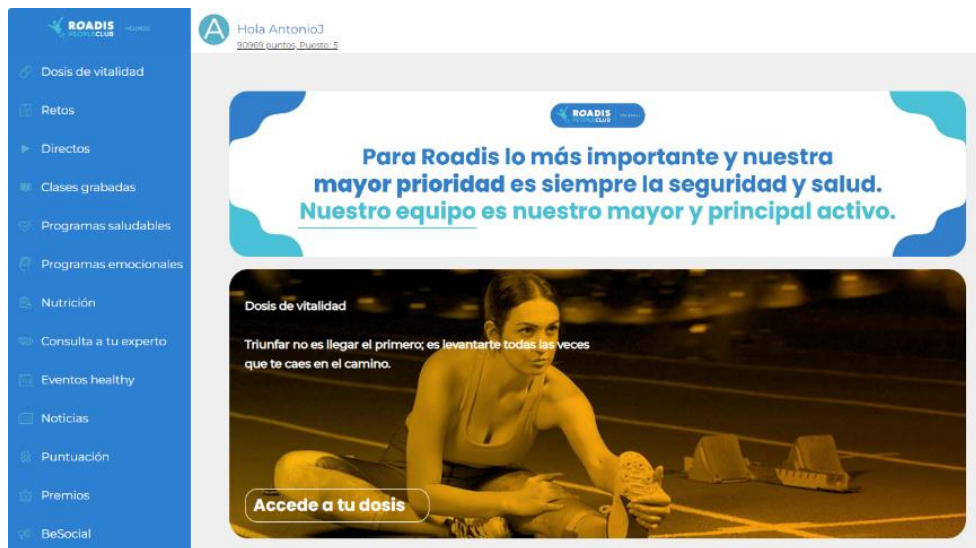 ROADIS
PEOPLECLUB
A
Hola AntonioJ
90969 puntos, Puesto: 5
Dosis de vitalidad
Retos
Directos
Clases grabadas
Programas saludables
Programas emocionales
Nutrición
Consulta a tu experto
Eventos healthy
Noticias
Puntuación
Premios
BeSocial
ROADIS
PEOPLECLUB
Para Roadis lo más importante y nuestra
mayor prioridad es siempre la seguridad y salud.
Nuestro equipo es nuestro mayor y principal activo.
Dosis de vitalidad
Triunfar no es llegar el primero; es levantarte todas las veces
que te caes en el camino.
Accede a tu dosis